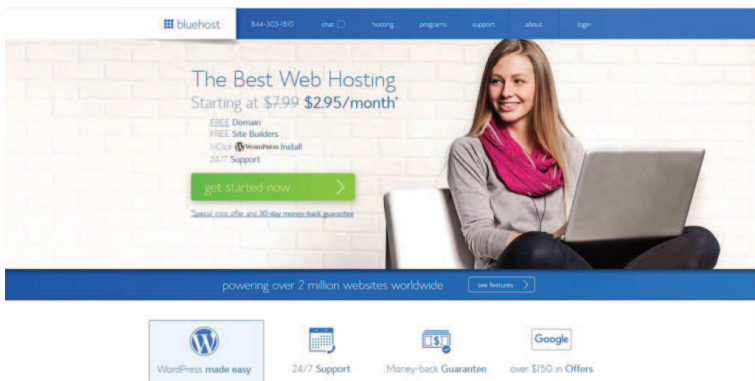 bluehost 844-303-1810 chat hosting programs support about login
The Best Web Hosting
Starting at $7.99 $2.95/month*
FREE Domain
FREE Site Builders
1-Click WORDPRESS Install
24/7 Support
get started now
*Special intro offer and 30-day money-back guarantee
powering over 2 million websites worldwide see features
Google
WordPress made easy 24/7 Support Money-back Guarantee over $150 in Offers